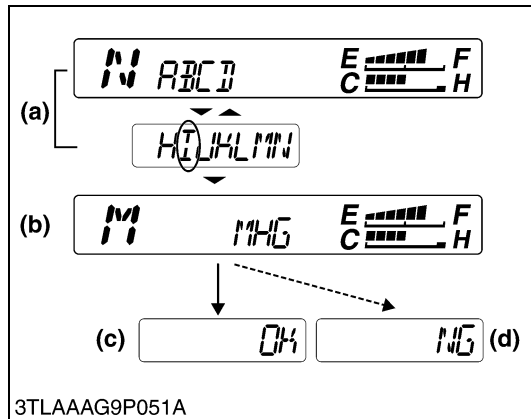 N ABCD E F
C H
(a)
HIJKLMN
(b) M MHG E F
C H
(c) OK NG (d)
3TLAAAG9P051A